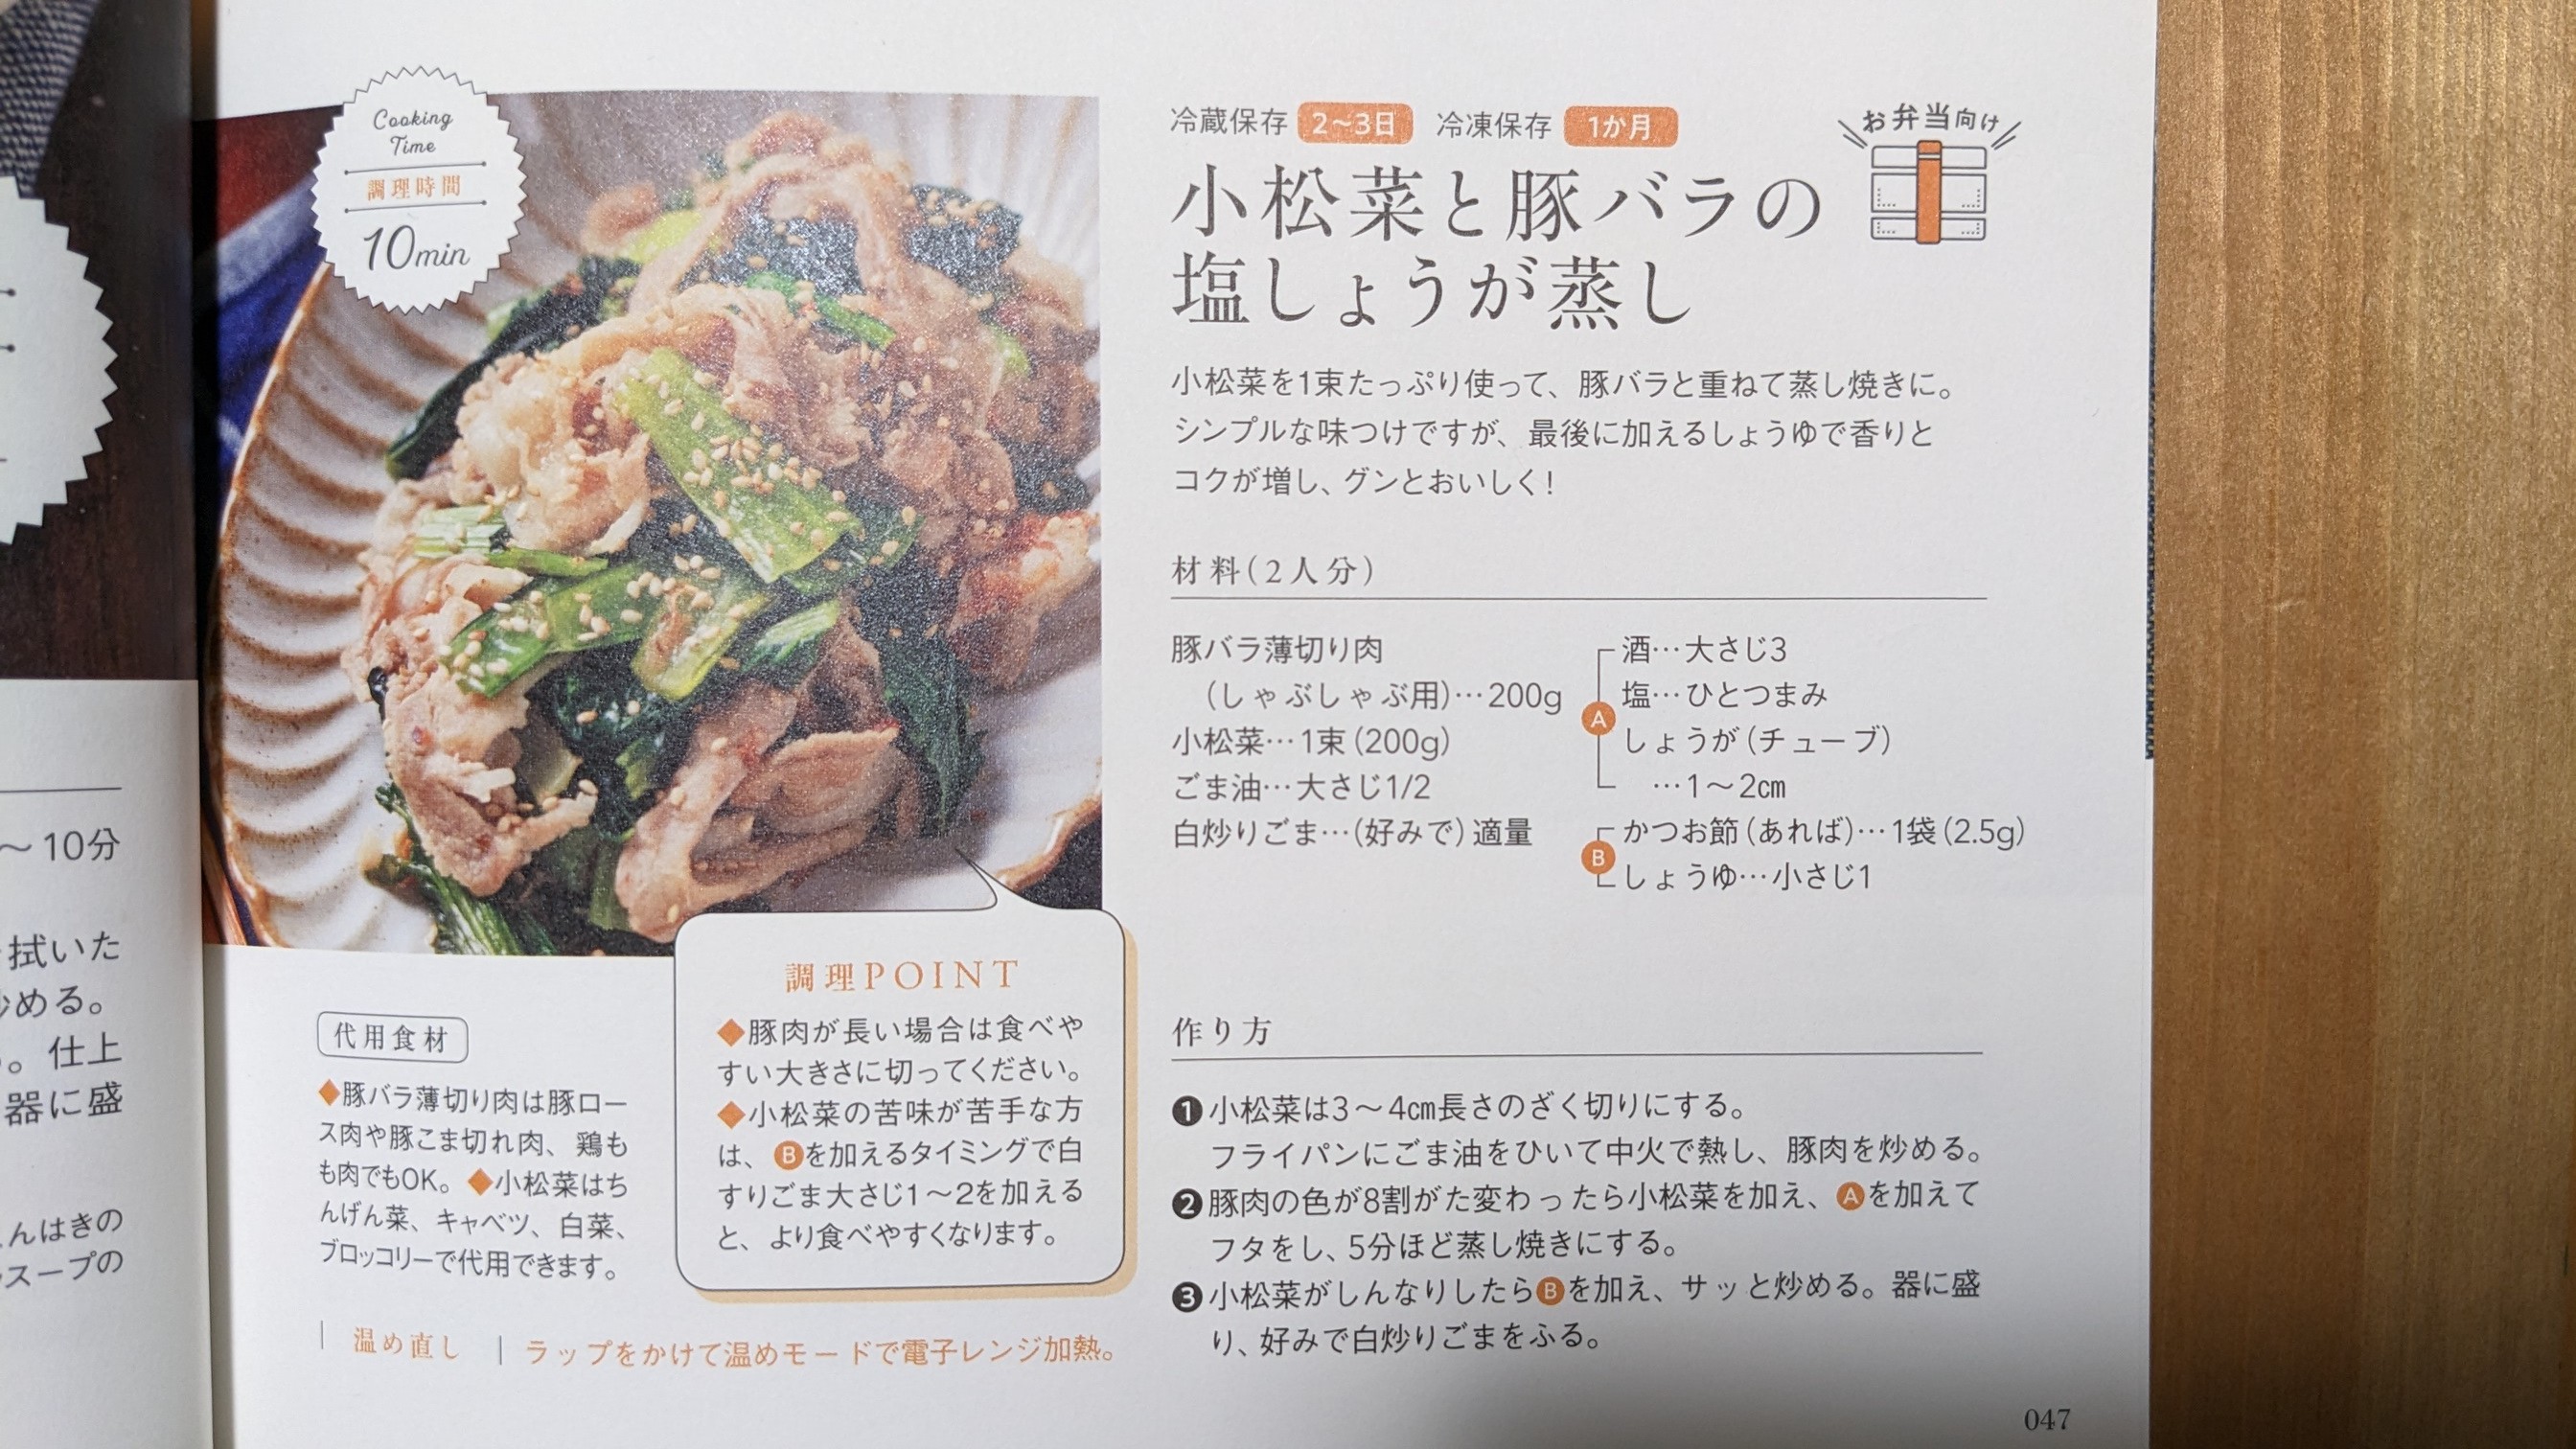 〜10分
拭いた
める。
。仕上
器に盛
んはきの
スープの
Cooking
Time
調理時間
10min
冷蔵保存 2〜3日 冷凍保存 1か月
お弁当向け
小松菜と豚バラの
塩しょうが蒸し
小松菜を1束たっぷり使って、豚バラと重ねて蒸し焼きに。
シンプルな味つけですが、最後に加えるしょうゆで香りと
コクが増し、グンとおいしく!
材料(2人分)
豚バラ薄切り肉
(しゃぶしゃぶ用)…200g
小松菜…1束(200g)
ごま油…大さじ1/2
白炒りごま…(好みで)適量
A
酒…大さじ3
塩…ひとつまみ
しょうが(チューブ)
…1〜2㎝
B
かつお節(あれば)…1袋(2.5g)
しょうゆ…小さじ1
作り方
❶小松菜は3〜4㎝長さのざく切りにする。
フライパンにごま油をひいて中火で熱し、豚肉を炒める。
❷豚肉の色が8割がた変わったら小松菜を加え、Aを加えて
フタをし、5分ほど蒸し焼きにする。
❸小松菜がしんなりしたらBを加え、サッと炒める。器に盛
り、好みで白炒りごまをふる。
調理POINT
◆豚肉が長い場合は食べや
すい大きさに切ってください。
◆小松菜の苦味が苦手な方
は、Bを加えるタイミングで白
すりごま大さじ1〜2を加える
と、より食べやすくなります。
代用食材
◆豚バラ薄切り肉は豚ロー
ス肉や豚こま切れ肉、鶏も
も肉でもOK。◆小松菜はち
んげん菜、キャベツ、白菜、
ブロッコリーで代用できます。
温め直し | ラップをかけて温めモードで電子レンジ加熱。
047